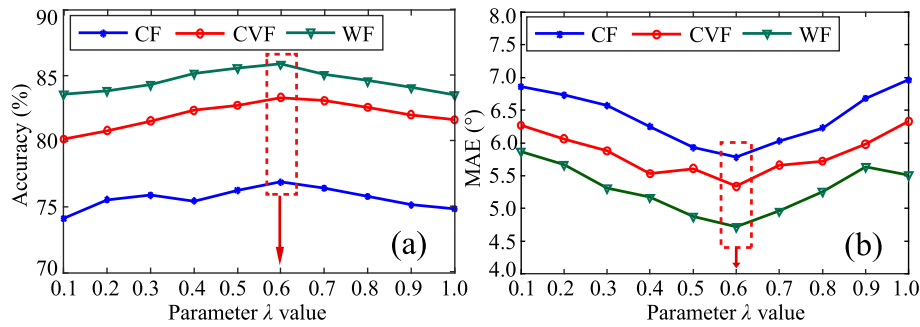 90
85
80
75
70
Accuracy (%)
CF
CVF
WF
(a)
0.1 0.2 0.3 0.4 0.5 0.6 0.7 0.8 0.9 1.0
Parameter λ value
8.0
7.5
7.0
6.5
6.0
5.5
5.0
4.5
4.0
MAE (°)
CF
CVF
WF
(b)
0.1 0.2 0.3 0.4 0.5 0.6 0.7 0.8 0.9 1.0
Parameter λ value